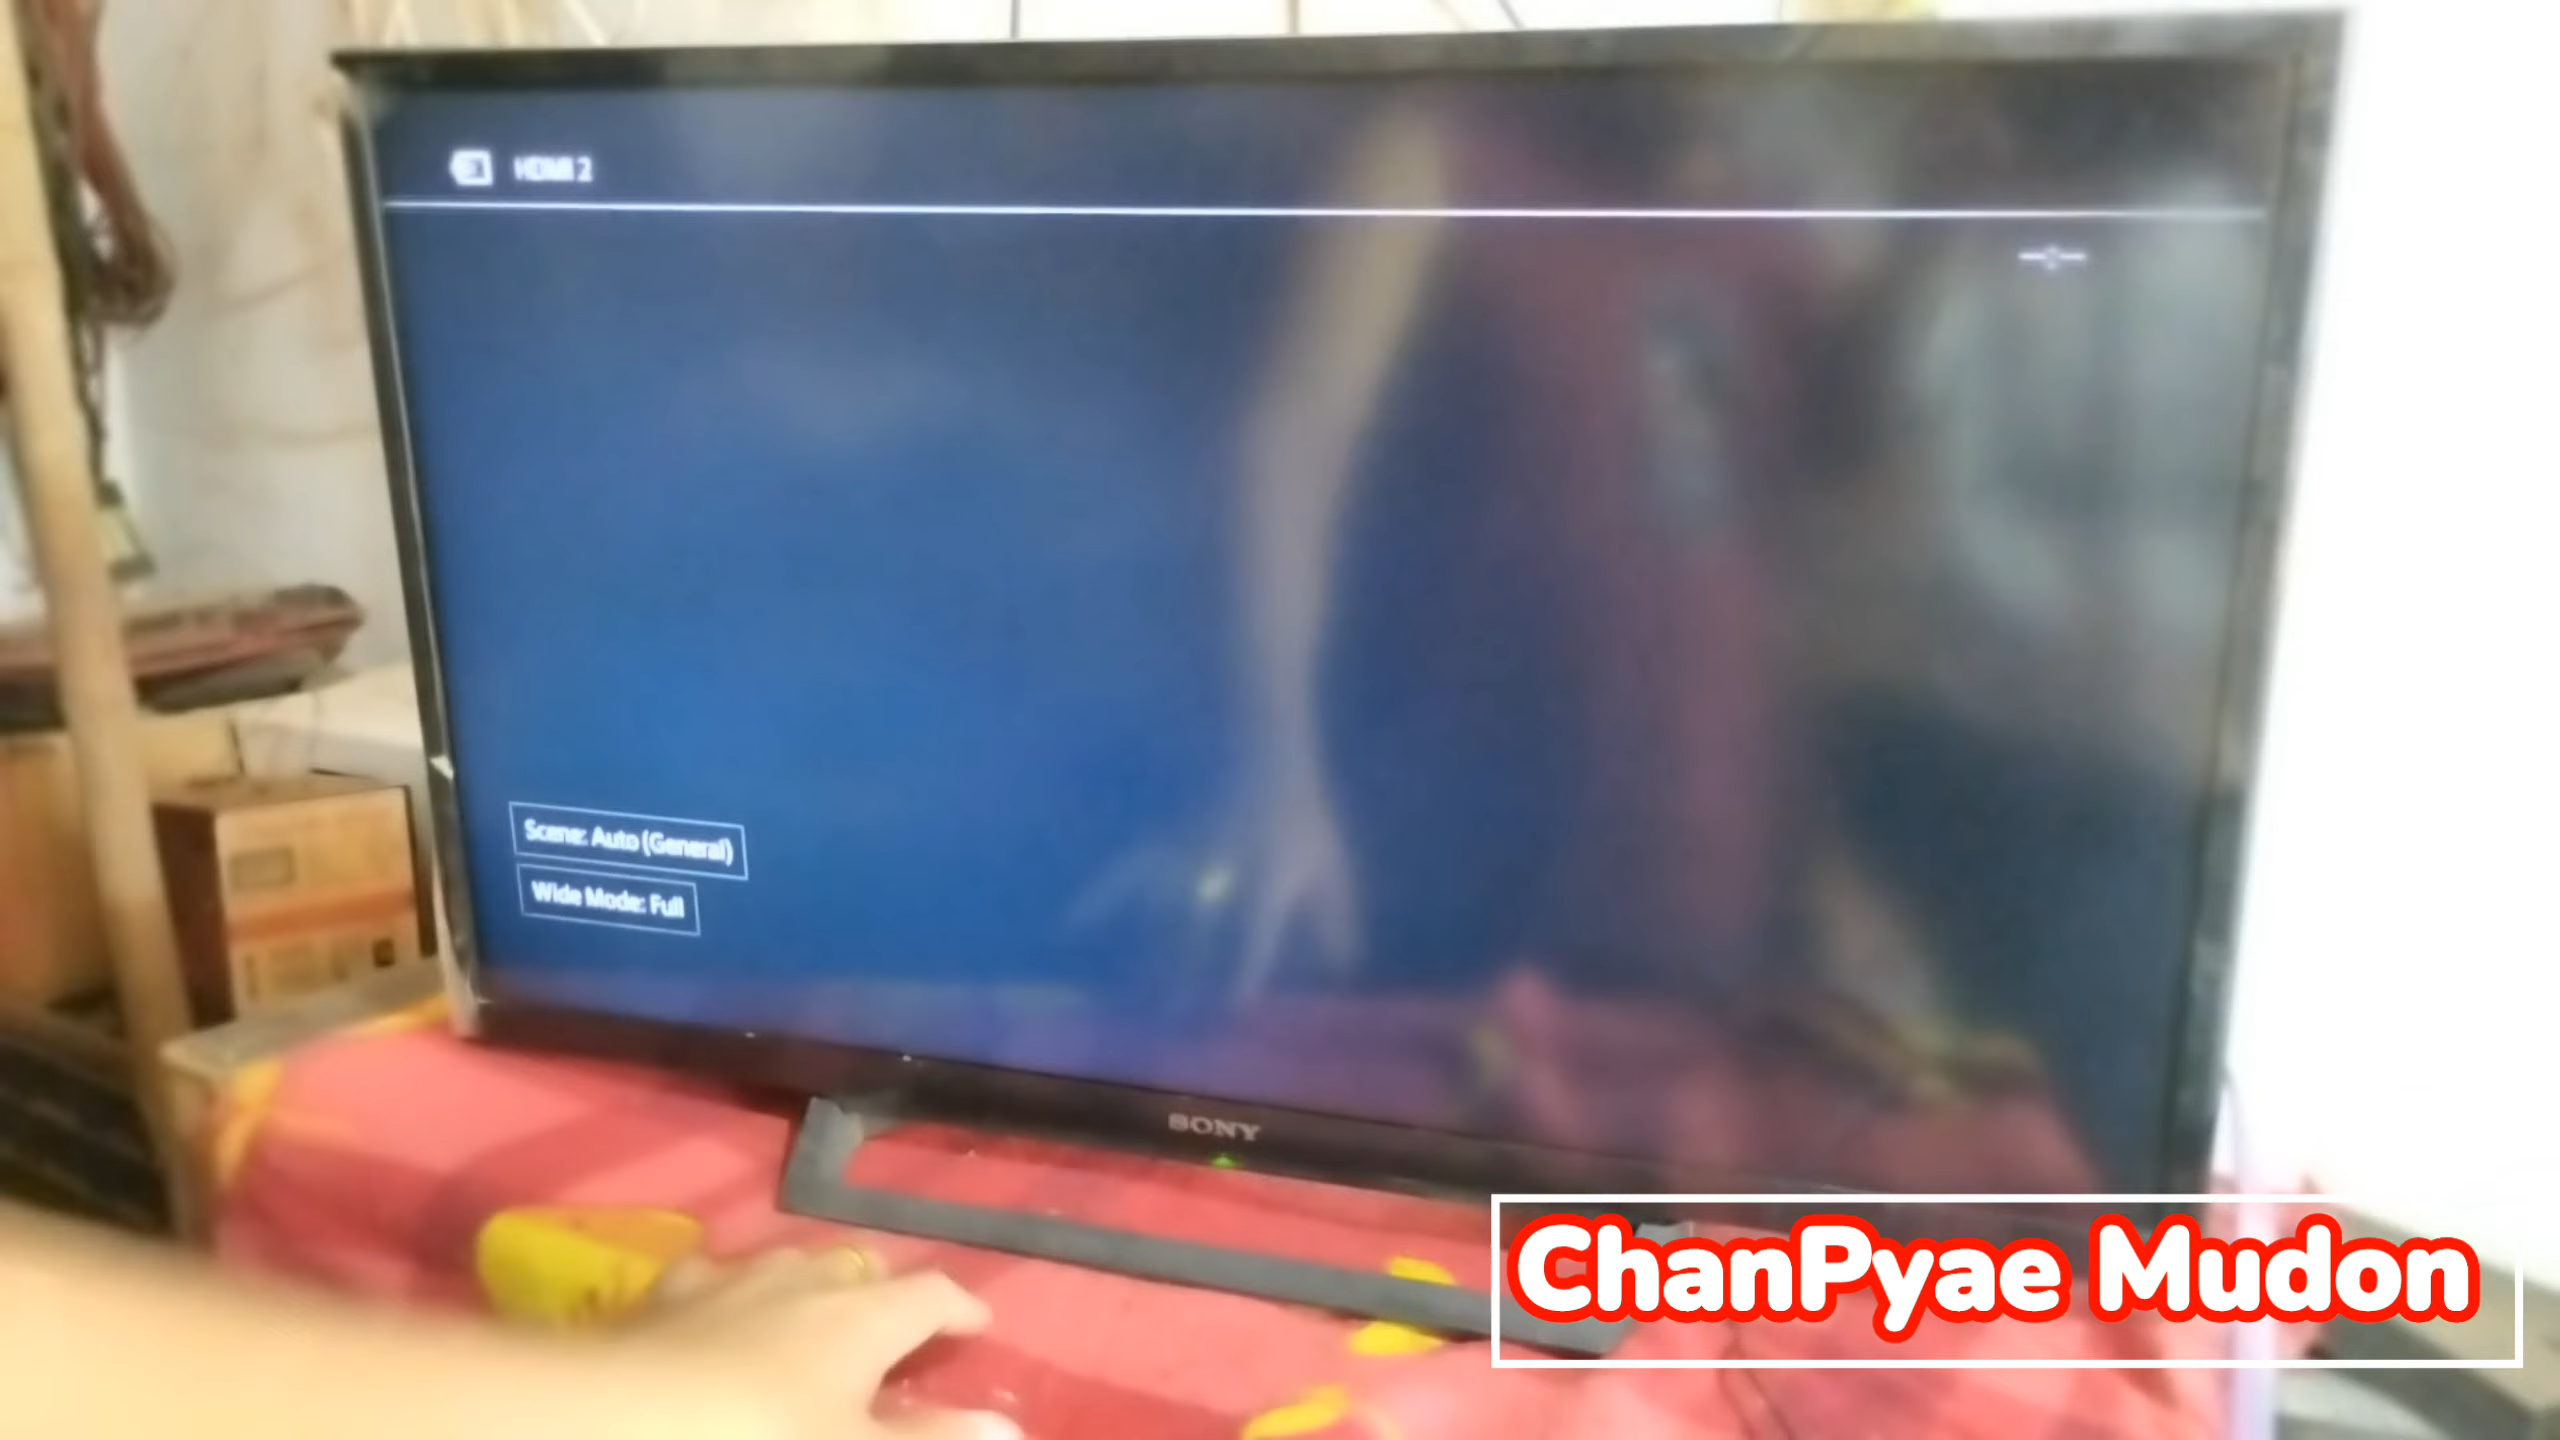 HDMI 2
Scene: Auto (General)
Wide Mode: Full
SONY
ChanPyae Mudon